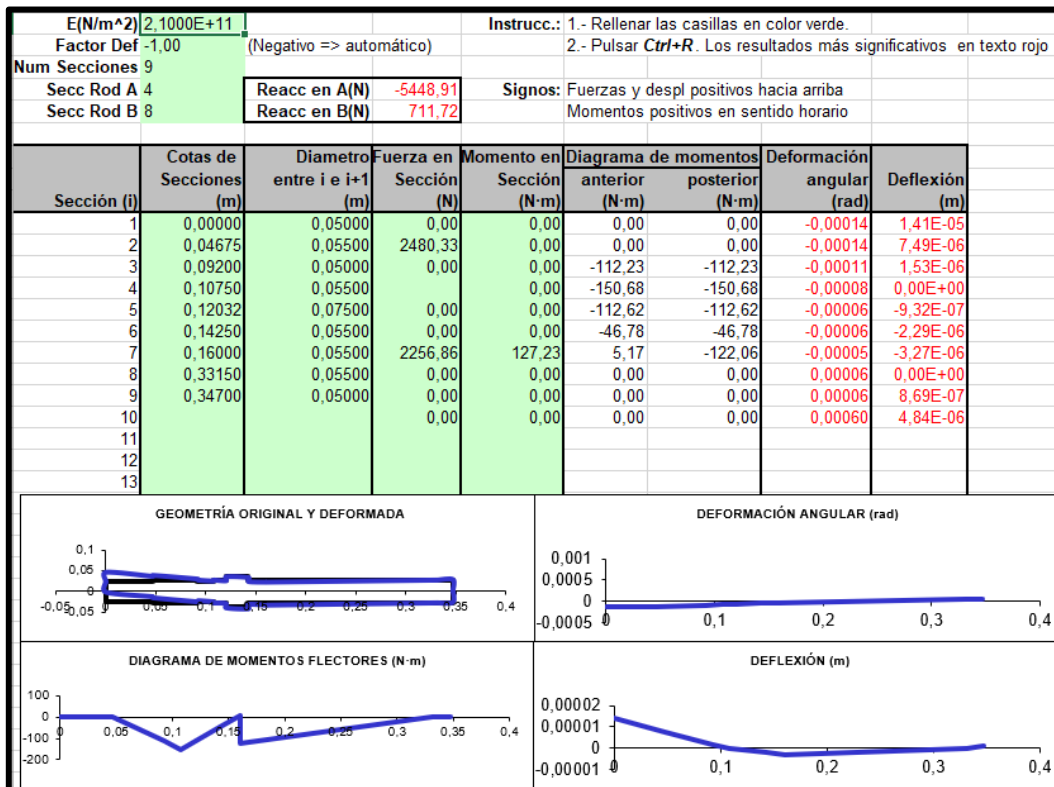 E(N/m^2) 2,1000E+11 Instrucc.: 1.- Rellenar las casillas en color verde.
Factor Def -1,00 (Negativo => automático) 2.- Pulsar Ctrl+R. Los resultados más significativos en texto rojo
Num Secciones 9
Secc Rod A 4 Reacc en A(N) -5448,91 Signos: Fuerzas y despl positivos hacia arriba
Secc Rod B 8 Reacc en B(N) 711,72 Momentos positivos en sentido horario
Cotas de Diametro Fuerza en Momento en Diagrama de momentos Deformación
Secciones entre i e i+1 Sección Sección anterior posterior angular Deflexión
Sección (i) (m) (m) (N) (N·m) (N·m) (N·m) (rad) (m)
1 0,00000 0,05000 0,00 0,00 0,00 0,00 -0,00014 1,41E-05
2 0,04675 0,05500 2480,33 0,00 0,00 0,00 -0,00014 7,49E-06
3 0,09200 0,05000 0,00 0,00 -112,23 -112,23 -0,00011 1,53E-06
4 0,10750 0,05500 0,00 -150,68 -150,68 -0,00008 0,00E+00
5 0,12032 0,07500 0,00 0,00 -112,62 -112,62 -0,00006 -9,32E-07
6 0,14250 0,05500 0,00 0,00 -46,78 -46,78 -0,00006 -2,29E-06
7 0,16000 0,05500 2256,86 127,23 5,17 -122,06 -0,00005 -3,27E-06
8 0,33150 0,05500 0,00 0,00 0,00 0,00 0,00006 0,00E+00
9 0,34700 0,05000 0,00 0,00 0,00 0,00 0,00006 8,69E-07
10 0,00 0,00 0,00 0,00 0,00060 4,84E-06
11
12
13
GEOMETRÍA ORIGINAL Y DEFORMADA
0,1
0,05
0
-0,05
-0,05 0 0,05 0,1 0,15 0,2 0,25 0,3 0,35 0,4
DEFORMACIÓN ANGULAR (rad)
0,001
0,0005
0
-0,0005
0 0,1 0,2 0,3 0,4
DIAGRAMA DE MOMENTOS FLECTORES (N·m)
100
0
-100
-200
0 0,05 0,1 0,15 0,2 0,25 0,3 0,35 0,4
DEFLEXIÓN (m)
0,00002
0,00001
0
-0,00001
0 0,1 0,2 0,3 0,4